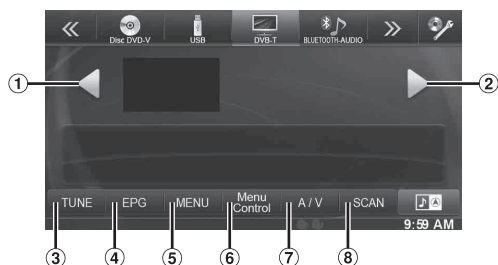 Disc DVD-V USB DVB-T BLUETOOTH-AUDIO
1 2
TUNE EPG MENU Menu Control A / V SCAN
9:59 AM
3 4 5 6 7 8